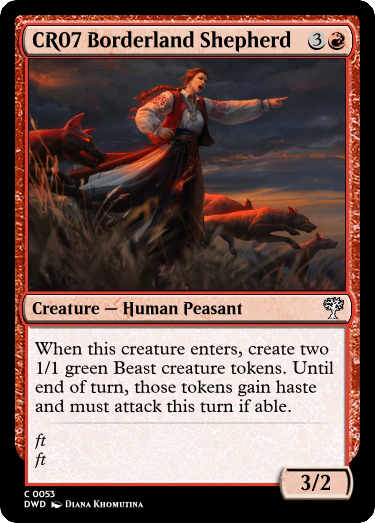 CR07 Borderland Shepherd 3
Creature — Human Peasant
When this creature enters, create two
1/1 green Beast creature tokens. Until
end of turn, those tokens gain haste
and must attack this turn if able.
ft
ft
3/2
C 0053
DWD Diana Khomutina